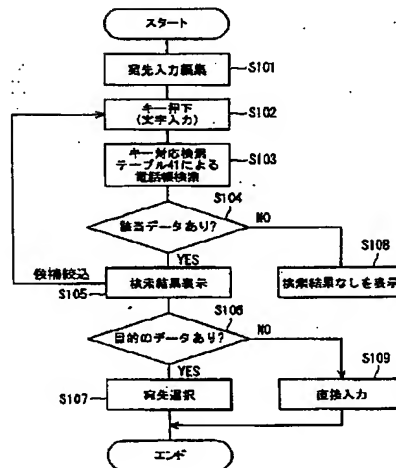 スタート
宛先入力編集
S101
キー押下
(文字入力)
S102
キー対応検索
テーブル41による
電話帳検索
S103
S104
該当データあり?
NO
YES
候補絞込
検索結果表示
S105
S108
検索結果なしを表示
S106
目的のデータあり?
NO
YES
S107
宛先選択
S109
直接入力
エンド